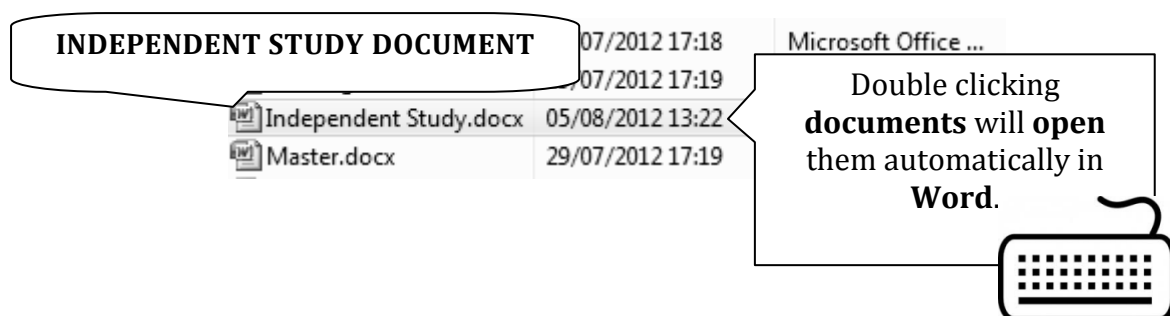 INDEPENDENT STUDY DOCUMENT
07/2012 17:18 Microsoft Office ...
07/2012 17:19
Independent Study.docx 05/08/2012 13:22
Master.docx 29/07/2012 17:19
Double clicking
documents will open
them automatically in
Word.